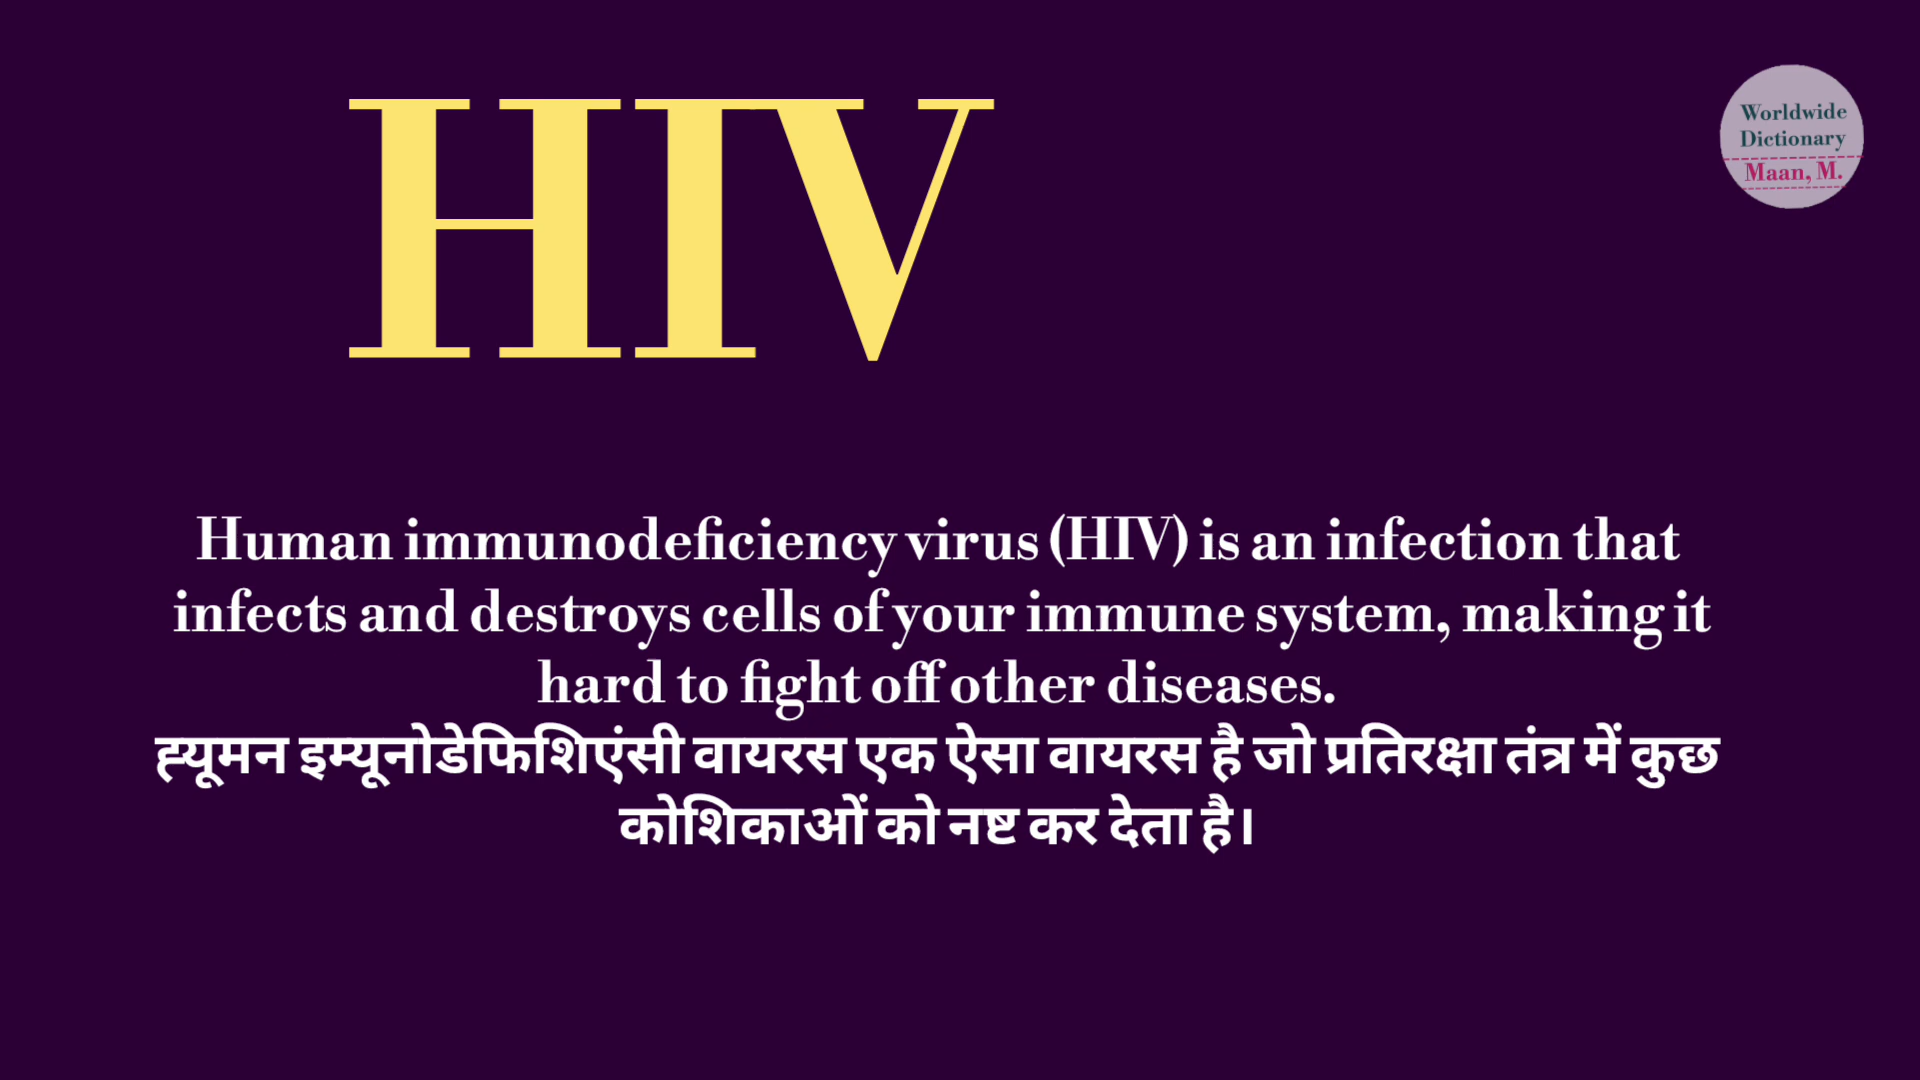 HIV
Worldwide
Dictionary
Maan, M.
Human immunodeficiency virus (HIV) is an infection that
infects and destroys cells of your immune system, making it
hard to fight off other diseases.
ह्यूमन इम्यूनोडेफिशिएंसी वायरस एक ऐसा वायरस है जो प्रतिरक्षा तंत्र में कुछ
कोशिकाओं को नष्ट कर देता है।